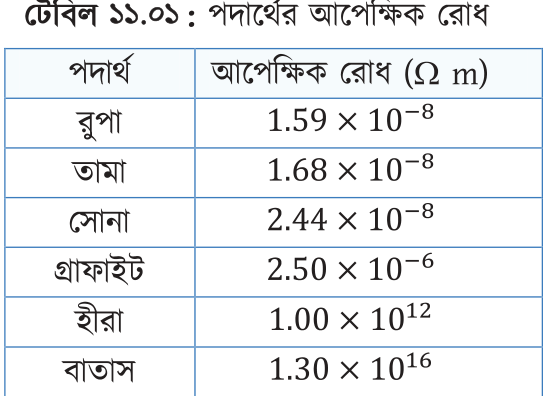 টেবিল ১১.০১ : পদার্থের আপেক্ষিক রোধ
পদার্থ আপেক্ষিক রোধ (Ω m)
রুপা 1.59 × 10⁻⁸
তামা 1.68 × 10⁻⁸
সোনা 2.44 × 10⁻⁸
গ্রাফাইট 2.50 × 10⁻⁶
হীরা 1.00 × 10¹²
বাতাস 1.30 × 10¹⁶